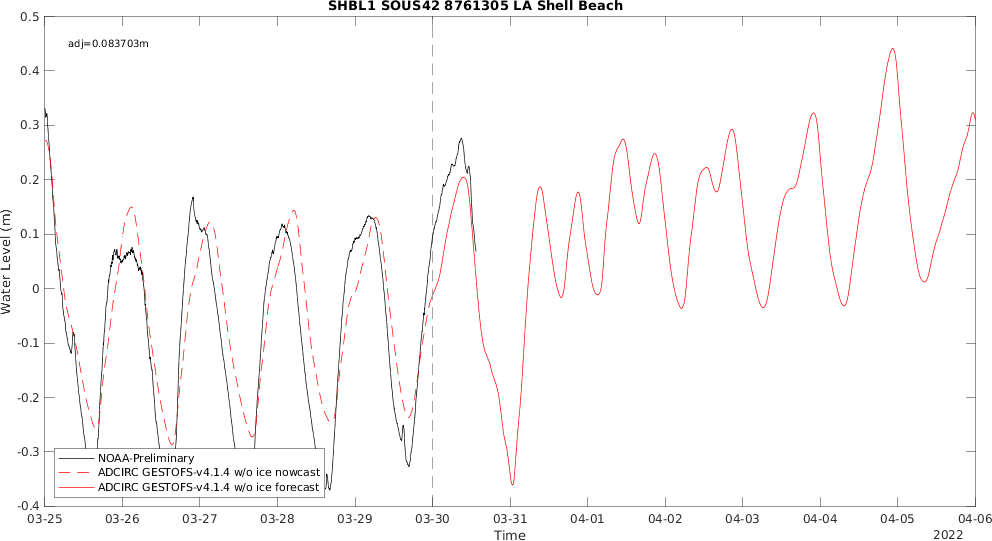 SHBL1 SOUS42 8761305 LA Shell Beach
adj=0.083703m
Water Level (m)
0.5
0.4
0.3
0.2
0.1
0
-0.1
-0.2
-0.3
-0.4
NOAA-Preliminary
ADCIRC GESTOFS-v4.1.4 w/o ice nowcast
ADCIRC GESTOFS-v4.1.4 w/o ice forecast
03-25 03-26 03-27 03-28 03-29 03-30 03-31 04-01 04-02 04-03 04-04 04-05 04-06
Time
2022